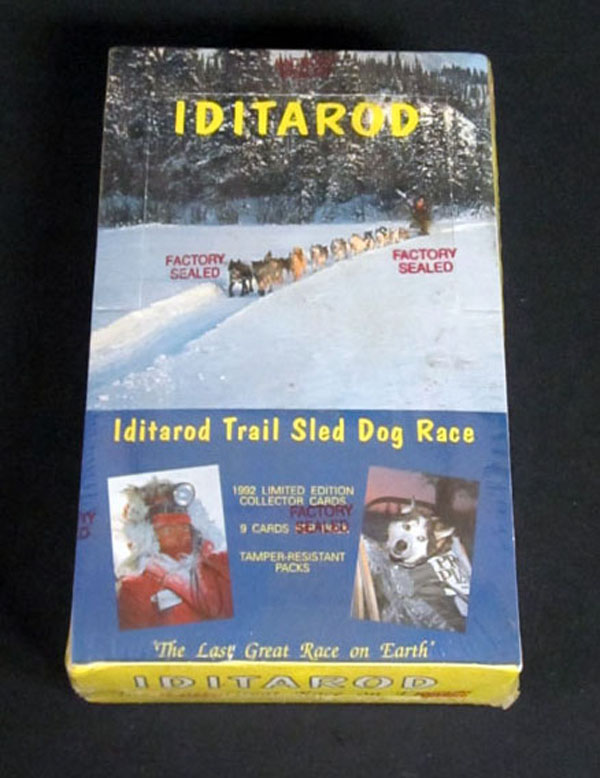 IDITAROD
FACTORY
SEALED
FACTORY
SEALED
Iditarod Trail Sled Dog Race
1992 LIMITED EDITION
COLLECTOR CARDS
FACTORY
9 CARDS SEALED
TAMPER-RESISTANT
PACKS
"The Last Great Race on Earth"
IDITAROD